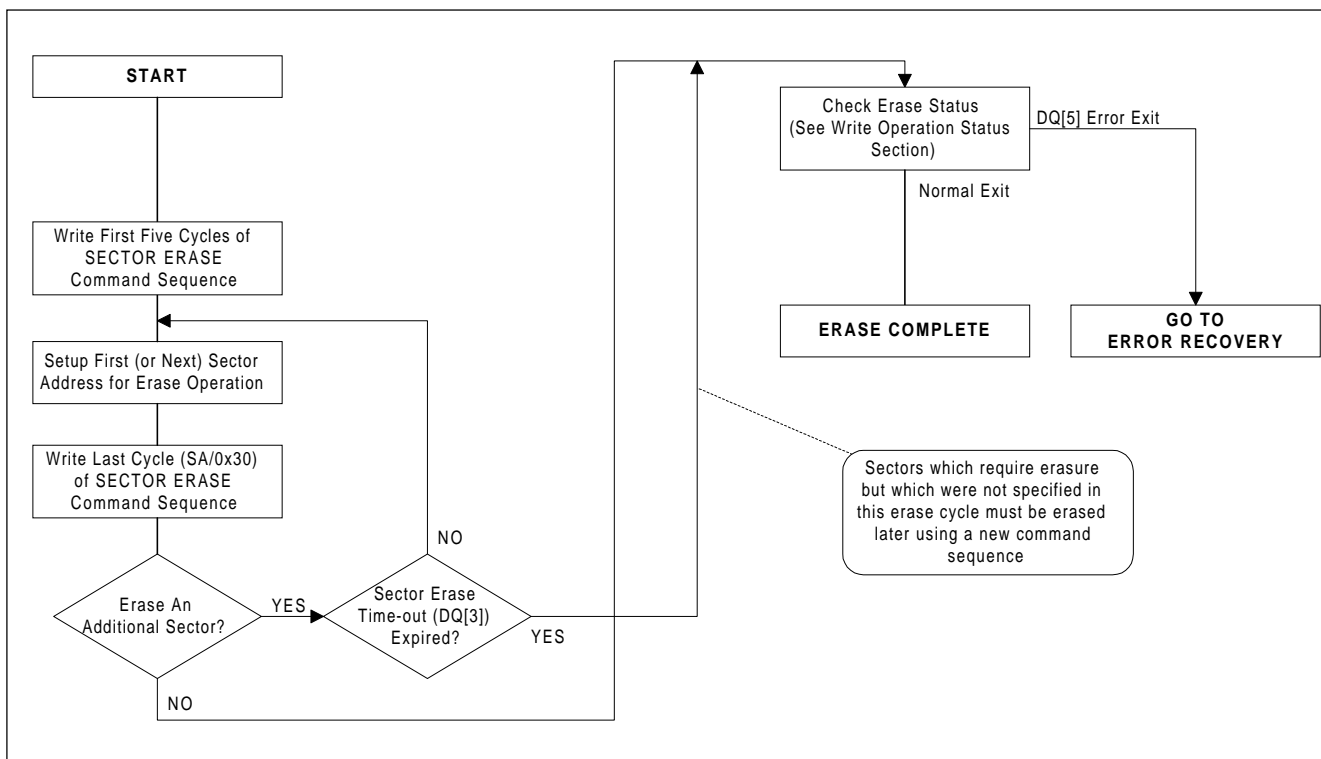 START
Write First Five Cycles of
SECTOR ERASE
Command Sequence
Setup First (or Next) Sector
Address for Erase Operation
Write Last Cycle (SA/0x30)
of SECTOR ERASE
Command Sequence
Erase An
Additional Sector?
YES
NO
Sector Erase
Time-out (DQ[3])
Expired?
NO
YES
Check Erase Status
(See Write Operation Status
Section)
DQ[5] Error Exit
Normal Exit
ERASE COMPLETE
GO TO
ERROR RECOVERY
Sectors which require erasure
but which were not specified in
this erase cycle must be erased
later using a new command
sequence